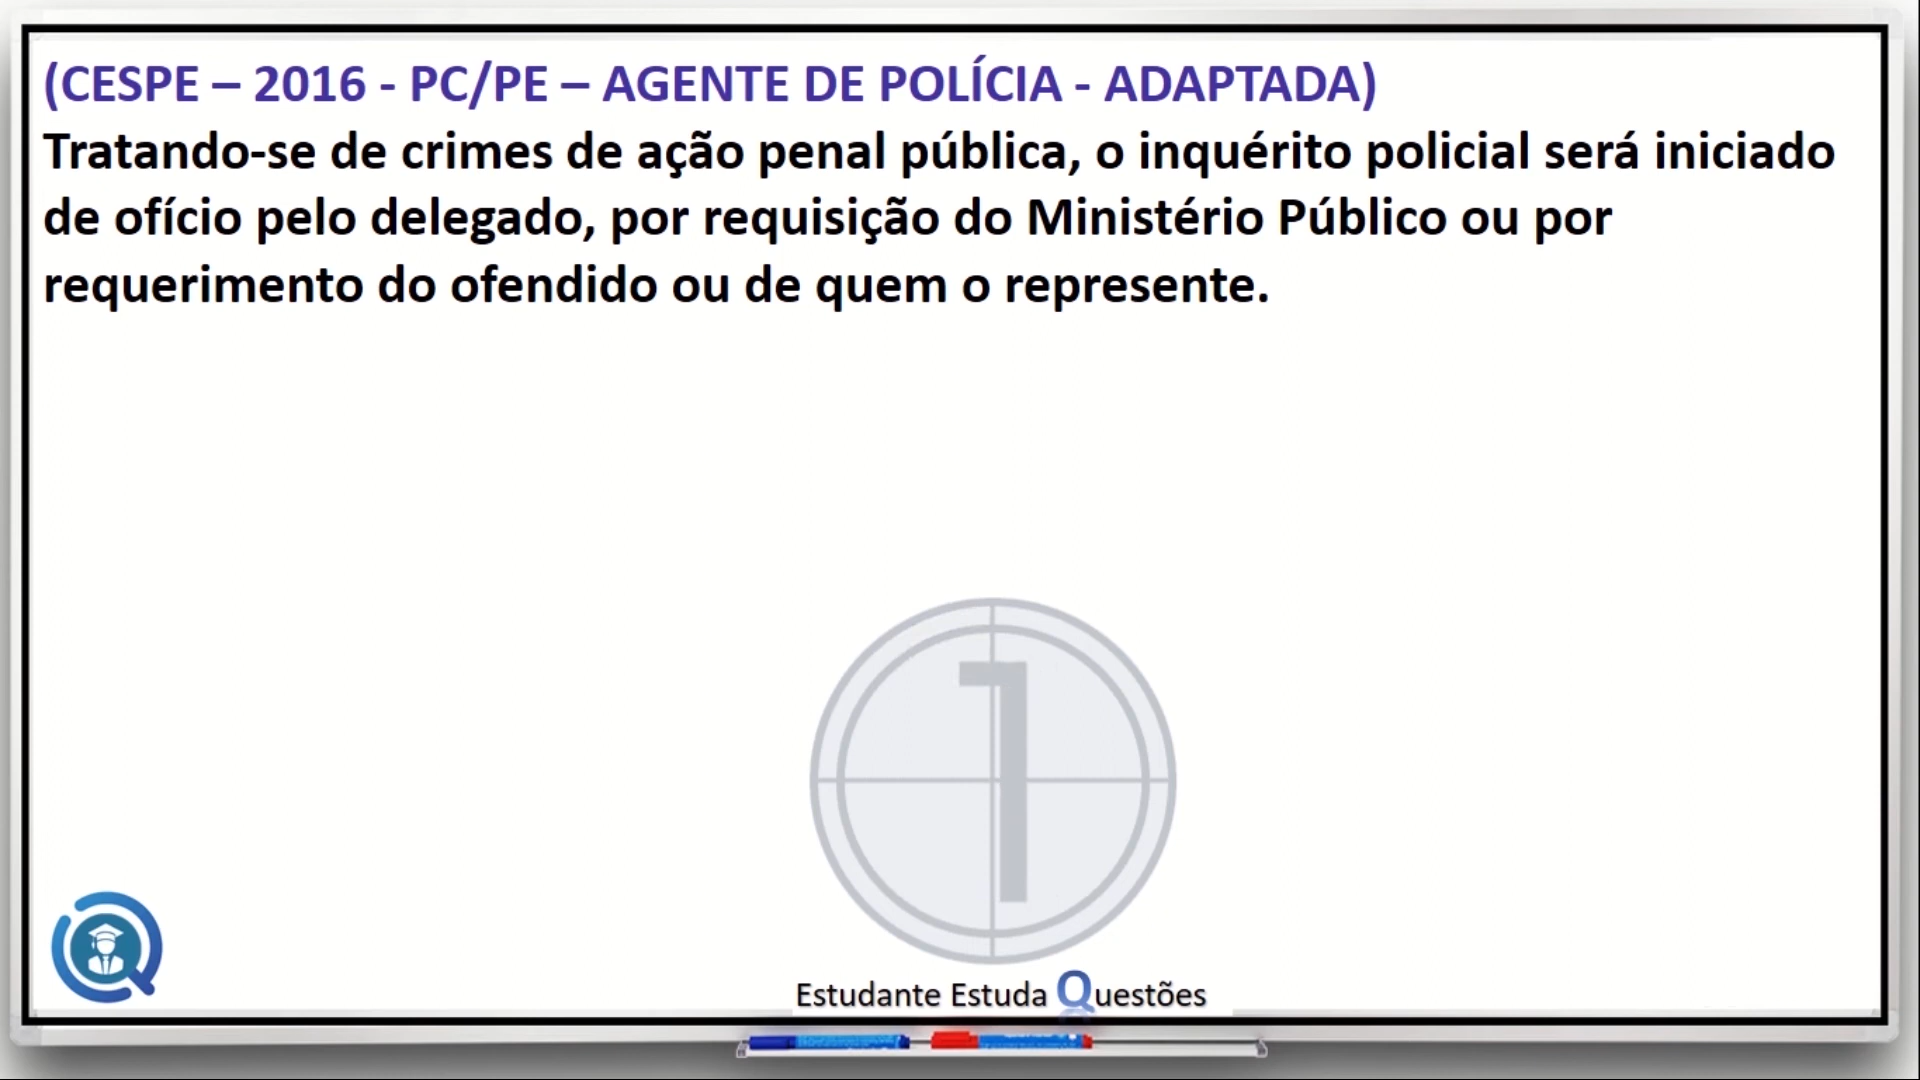 (CESPE – 2016 - PC/PE – AGENTE DE POLÍCIA - ADAPTADA)
Tratando-se de crimes de ação penal pública, o inquérito policial será iniciado
de ofício pelo delegado, por requisição do Ministério Público ou por
requerimento do ofendido ou de quem o represente.
1
Estudante Estuda Questões